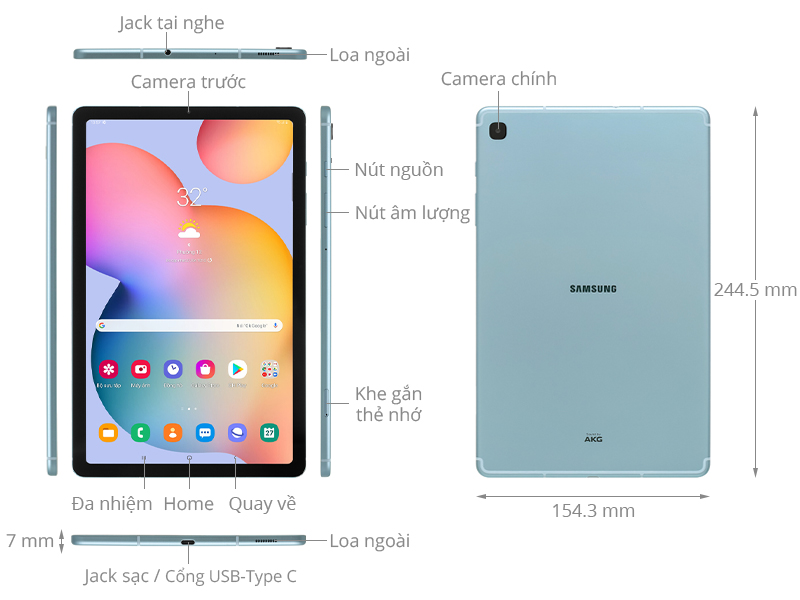 Jack tai nghe
Loa ngoài
Camera trước
Camera chính
Nút nguồn
32°
Nút âm lượng
SAMSUNG
244.5 mm
G
Khe gắn
thẻ nhớ
27
AKG
Đa nhiệm
Home
Quay về
154.3 mm
7 mm
Loa ngoài
Jack sạc / Cổng USB-Type C